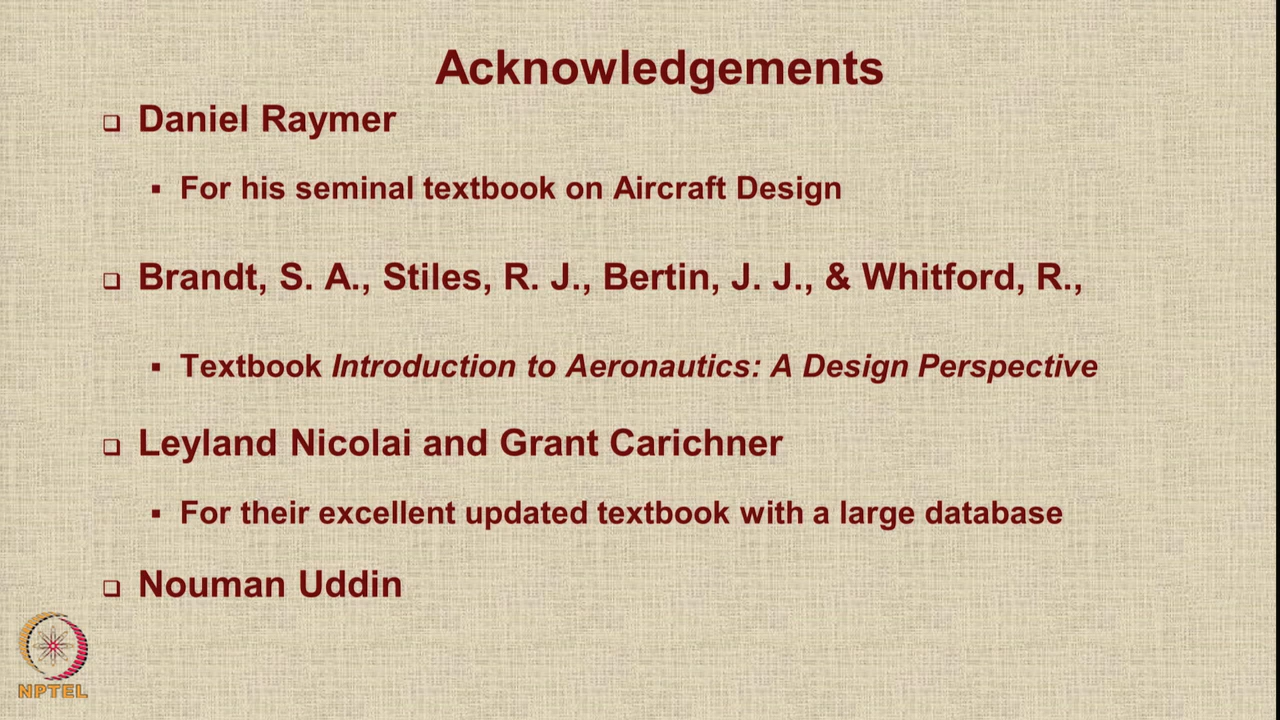 Acknowledgements
❑ Daniel Raymer
▪ For his seminal textbook on Aircraft Design
❑ Brandt, S. A., Stiles, R. J., Bertin, J. J., & Whitford, R.,
▪ Textbook Introduction to Aeronautics: A Design Perspective
❑ Leyland Nicolai and Grant Carichner
▪ For their excellent updated textbook with a large database
❑ Nouman Uddin
NPTEL